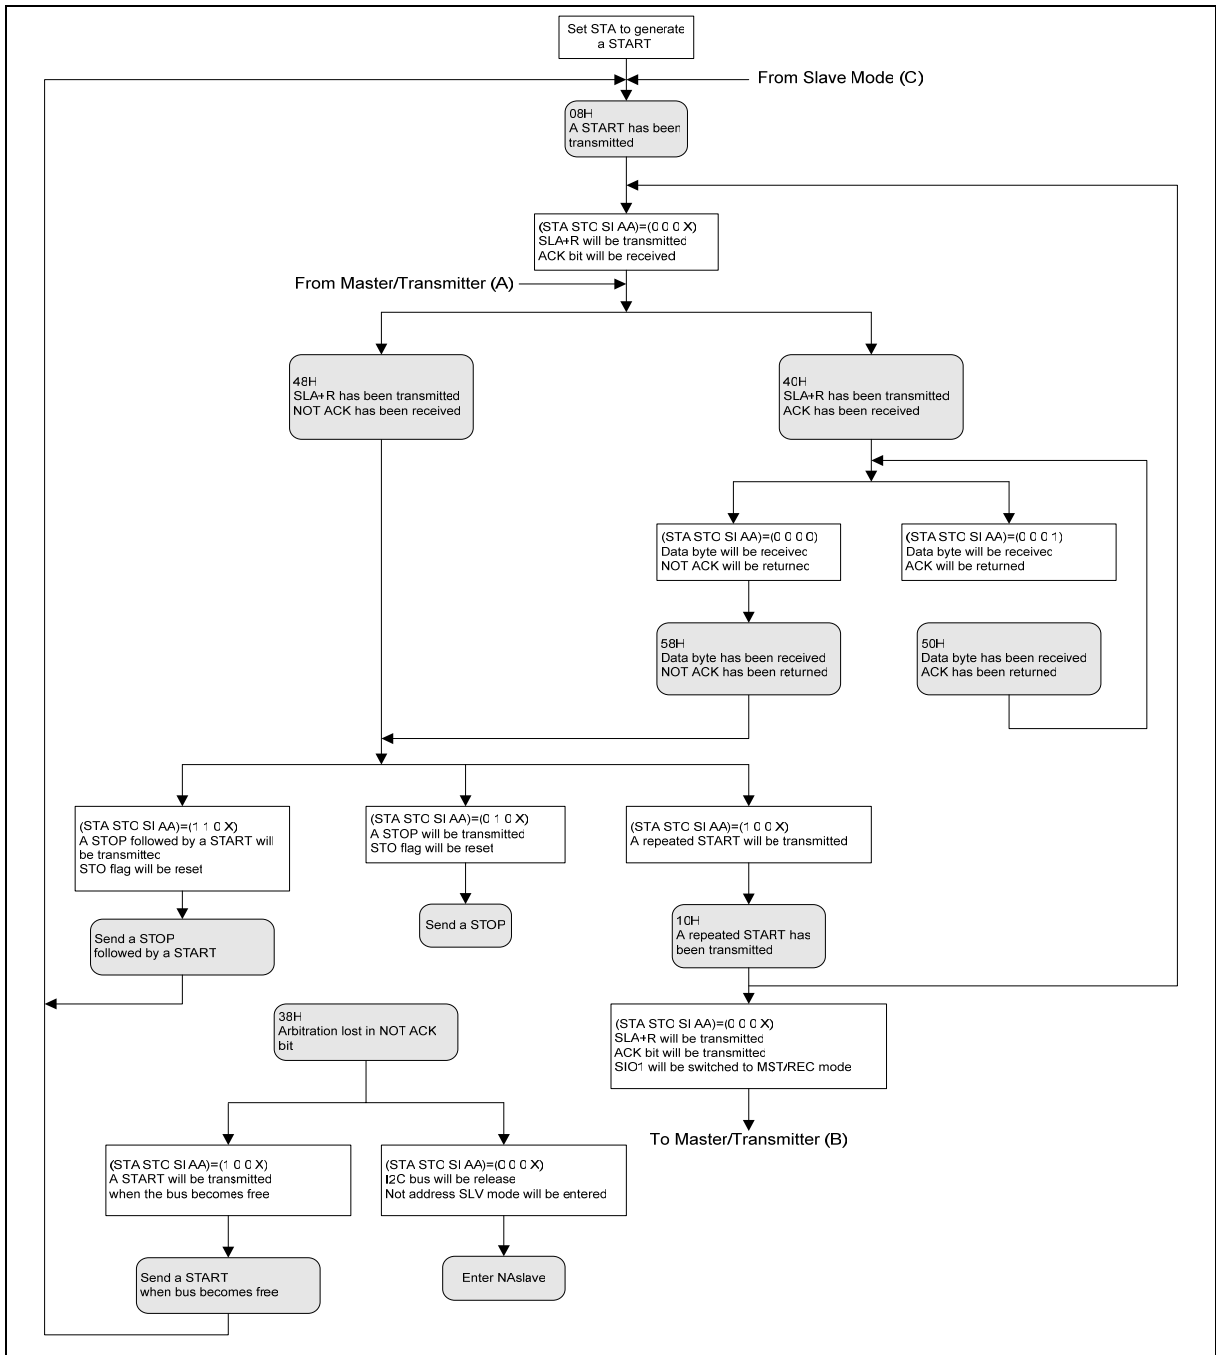 Set STA to generate
a START
From Slave Mode (C)
08H
A START has been
transmitted
(STA STO SI AA)=(0 0 0 X)
SLA+R will be transmitted
ACK bit will be received
From Master/Transmitter (A)
48H
SLA+R has been transmitted
NOT ACK has been received
40H
SLA+R has been transmitted
ACK has been received
(STA STO SI AA)=(0 0 0 0)
Data byte will be received
NOT ACK will be returned
(STA STO SI AA)=(0 0 0 1)
Data byte will be received
ACK will be returned
58H
Data byte has been received
NOT ACK has been returned
50H
Data byte has been received
ACK has been returned
(STA STO SI AA)=(1 1 0 X)
A STOP followed by a START will
be transmitted
STO flag will be reset
(STA STO SI AA)=(0 1 0 X)
A STOP will be transmitted
STO flag will be reset
(STA STO SI AA)=(1 0 0 X)
A repeated START will be transmitted
Send a STOP
followed by a START
Send a STOP
10H
A repeated START has
been transmitted
38H
Arbitration lost in NOT ACK
bit
(STA STO SI AA)=(0 0 0 X)
SLA+R will be transmitted
ACK bit will be transmitted
SIO1 will be switched to MST/REC mode
To Master/Transmitter (B)
(STA STO SI AA)=(1 0 0 X)
A START will be transmitted
when the bus becomes free
(STA STO SI AA)=(0 0 0 X)
I2C bus will be release
Not address SLV mode will be entered
Send a START
when bus becomes free
Enter NAslave